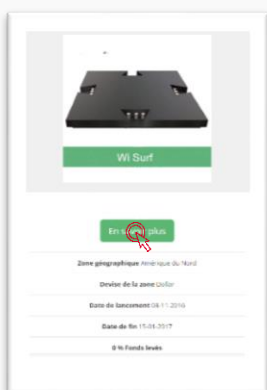 Wi Surf
En savoir plus
Zone géographique Amérique du Nord
Devise de la zone Dollar
Date de lancement 08-11-2016
Date de fin 15-01-2017
0 % Fonds levés